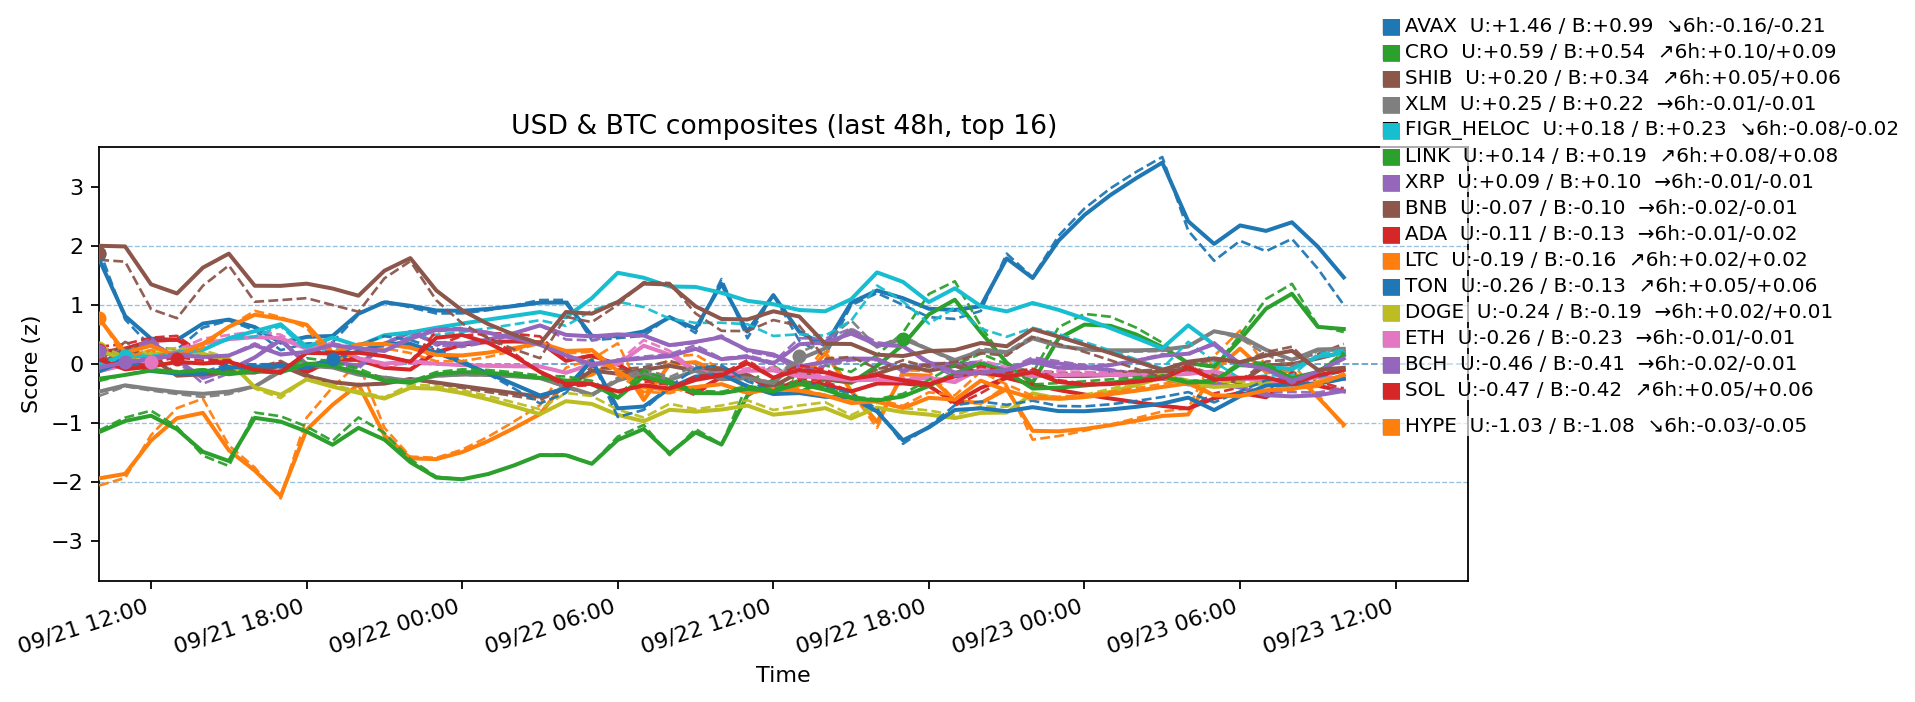 AVAX  U:+1.46 / B:+0.99  ↘6h:-0.16/-0.21
CRO  U:+0.59 / B:+0.54  ↗6h:+0.10/+0.09
SHIB  U:+0.20 / B:+0.34  ↗6h:+0.05/+0.06
XLM  U:+0.25 / B:+0.22  →6h:-0.01/-0.01
FIGR_HELOC  U:+0.18 / B:+0.23  ↘6h:-0.08/-0.02
LINK  U:+0.14 / B:+0.19  ↗6h:+0.08/+0.08
XRP  U:+0.09 / B:+0.10  →6h:-0.01/-0.01
BNB  U:-0.07 / B:-0.10  →6h:-0.02/-0.01
ADA  U:-0.11 / B:-0.13  →6h:-0.01/-0.02
LTC  U:-0.19 / B:-0.16  ↗6h:+0.02/+0.02
TON  U:-0.26 / B:-0.13  ↗6h:+0.05/+0.06
DOGE  U:-0.24 / B:-0.19  →6h:+0.02/+0.01
ETH  U:-0.26 / B:-0.23  →6h:-0.01/-0.01
BCH  U:-0.46 / B:-0.41  →6h:-0.02/-0.01
SOL  U:-0.47 / B:-0.42  ↗6h:+0.05/+0.06
HYPE  U:-1.03 / B:-1.08  ↘6h:-0.03/-0.05
USD & BTC composites (last 48h, top 16)
Score (z)
3
2
1
0
−1
−2
−3
09/21 12:00
09/21 18:00
09/22 00:00
09/22 06:00
09/22 12:00
09/22 18:00
09/23 00:00
09/23 06:00
09/23 12:00
Time